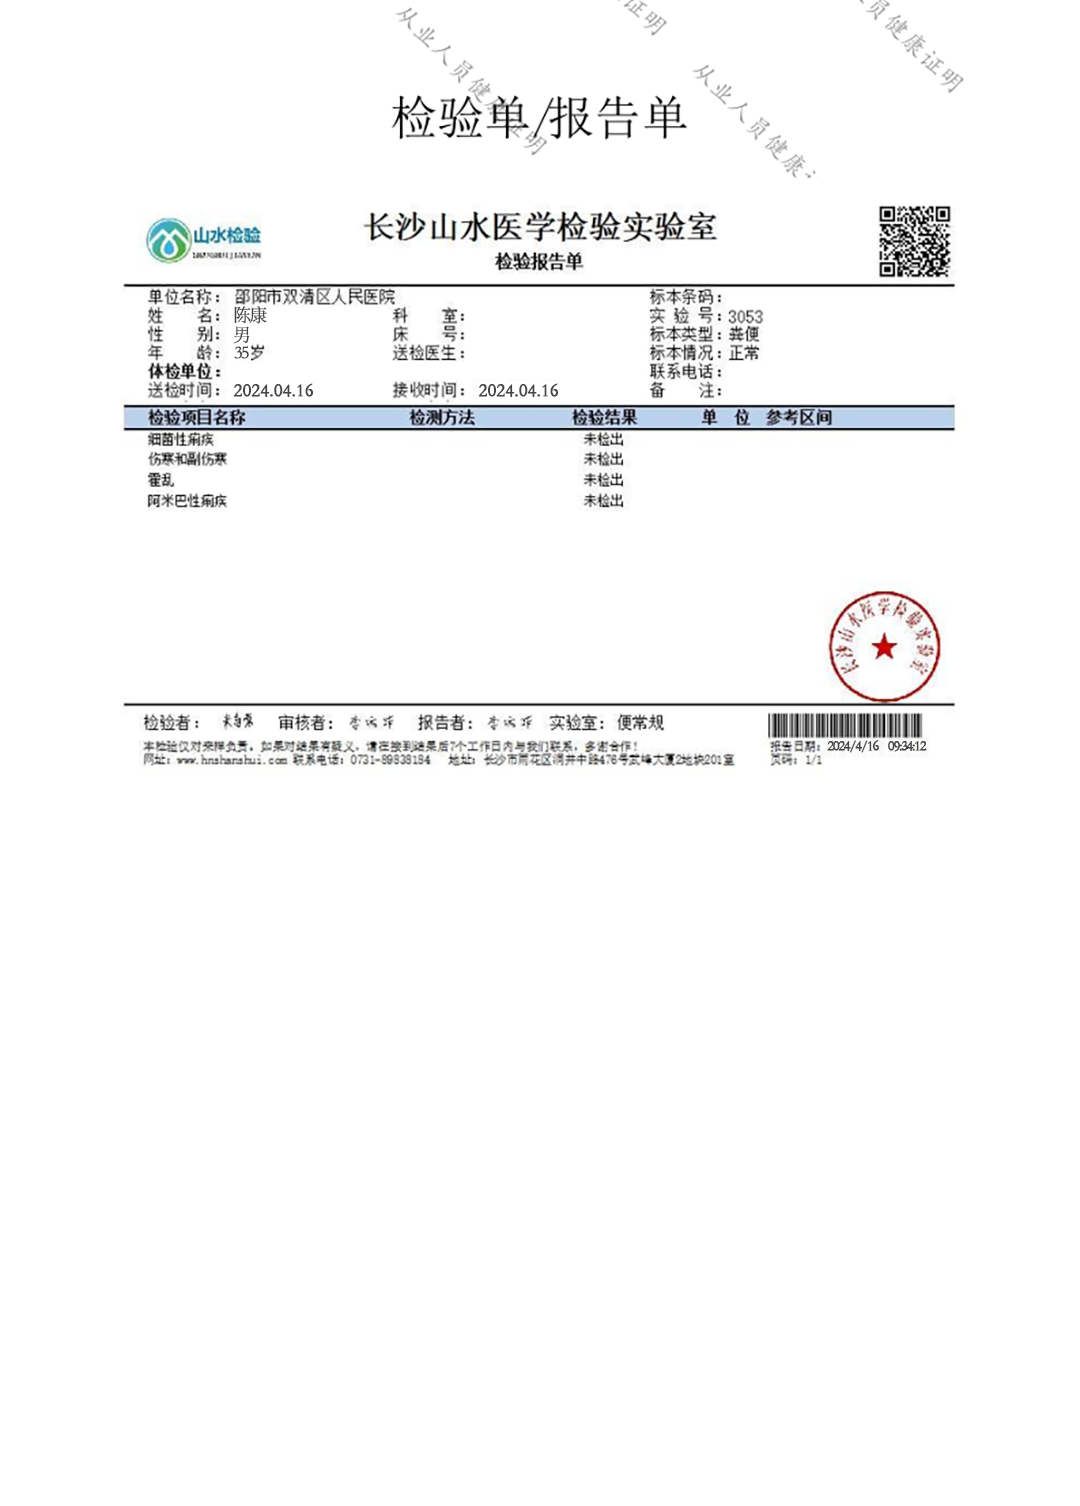 从业人员健康证明
证明
从业人员健康证
员健康证明
检验单/报告单
山水检验
SHANSHUI JIANYAN
长沙山水医学检验实验室
检验报告单
单位名称： 邵阳市双清区人民医院 标本条码：
姓 名： 陈康 科 室： 实 验 号：3053
性 别： 男 床 号： 标本类型：粪便
年 龄： 35岁 送检医生： 标本情况：正常
体检单位： 联系电话：
送检时间： 2024.04.16 接收时间： 2024.04.16 备 注：
检验项目名称 检测方法 检验结果 单 位 参考区间
细菌性痢疾 未检出
伤寒和副伤寒 未检出
霍乱 未检出
阿米巴性痢疾 未检出
长沙山水医学检验实验室
检验者： 审核者： 报告者： 实验室：便常规
本检验仅对来样负责。如果对结果有疑义，请在接到结果后7个工作日内与我们联系，多谢合作！ 报告日期：2024/4/16 09:34:12
网址：www.hnshanshui.com 联系电话：0731-89838184 地址：长沙市雨花区洞井中路476号武峰大厦2地块201室 页码：1/1